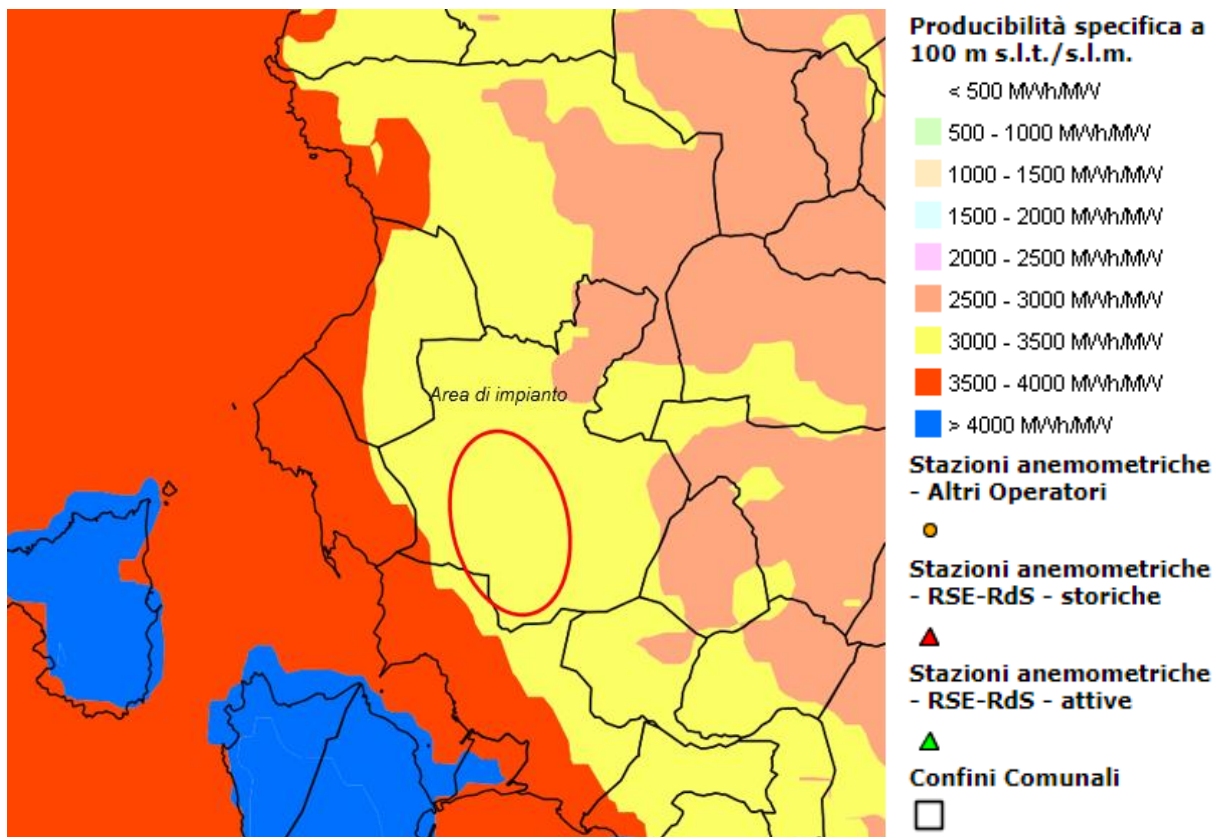 Area di impianto
Producibilità specifica a
100 m s.l.t./s.l.m.
< 500 MWh/MW
500 - 1000 MWh/MW
1000 - 1500 MWh/MW
1500 - 2000 MWh/MW
2000 - 2500 MWh/MW
2500 - 3000 MWh/MW
3000 - 3500 MWh/MW
3500 - 4000 MWh/MW
> 4000 MWh/MW
Stazioni anemometriche
- Altri Operatori
Stazioni anemometriche
- RSE-RdS - storiche
Stazioni anemometriche
- RSE-RdS - attive
Confini Comunali